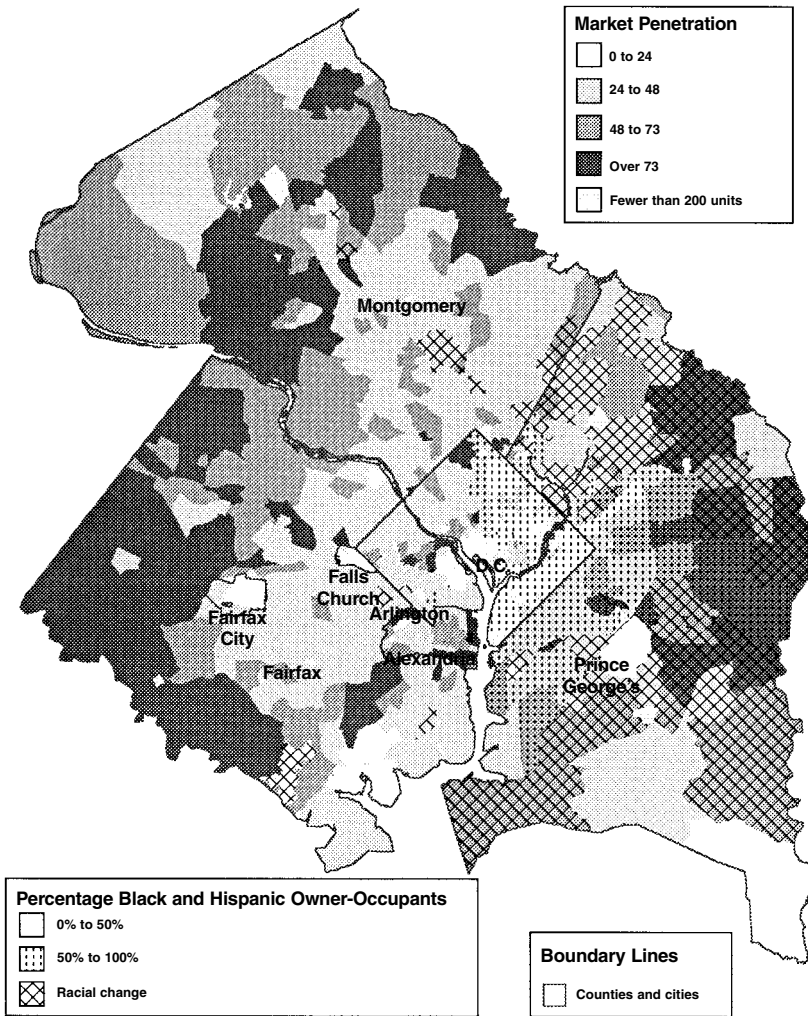 Market Penetration
0 to 24
24 to 48
48 to 73
Over 73
Fewer than 200 units
Montgomery
D.C.
Falls
Church
Arlington
Fairfax
City
Alexandria
Fairfax
Prince
George's
Percentage Black and Hispanic Owner-Occupants
0% to 50%
50% to 100%
Racial change
Boundary Lines
Counties and cities